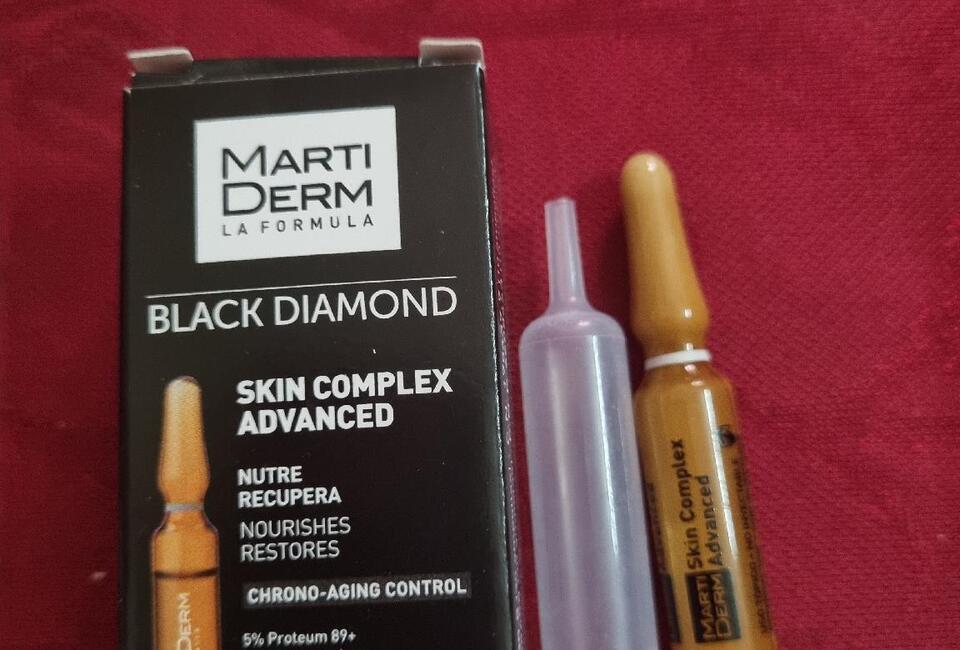 MARTI
DERM
LA FORMULA
BLACK DIAMOND
SKIN COMPLEX
ADVANCED
NUTRE
RECUPERA
NOURISHES
RESTORES
CHRONO-AGING CONTROL
5% Proteum 89+
DERM
Skin Complex
Advanced
MARTI
DERM